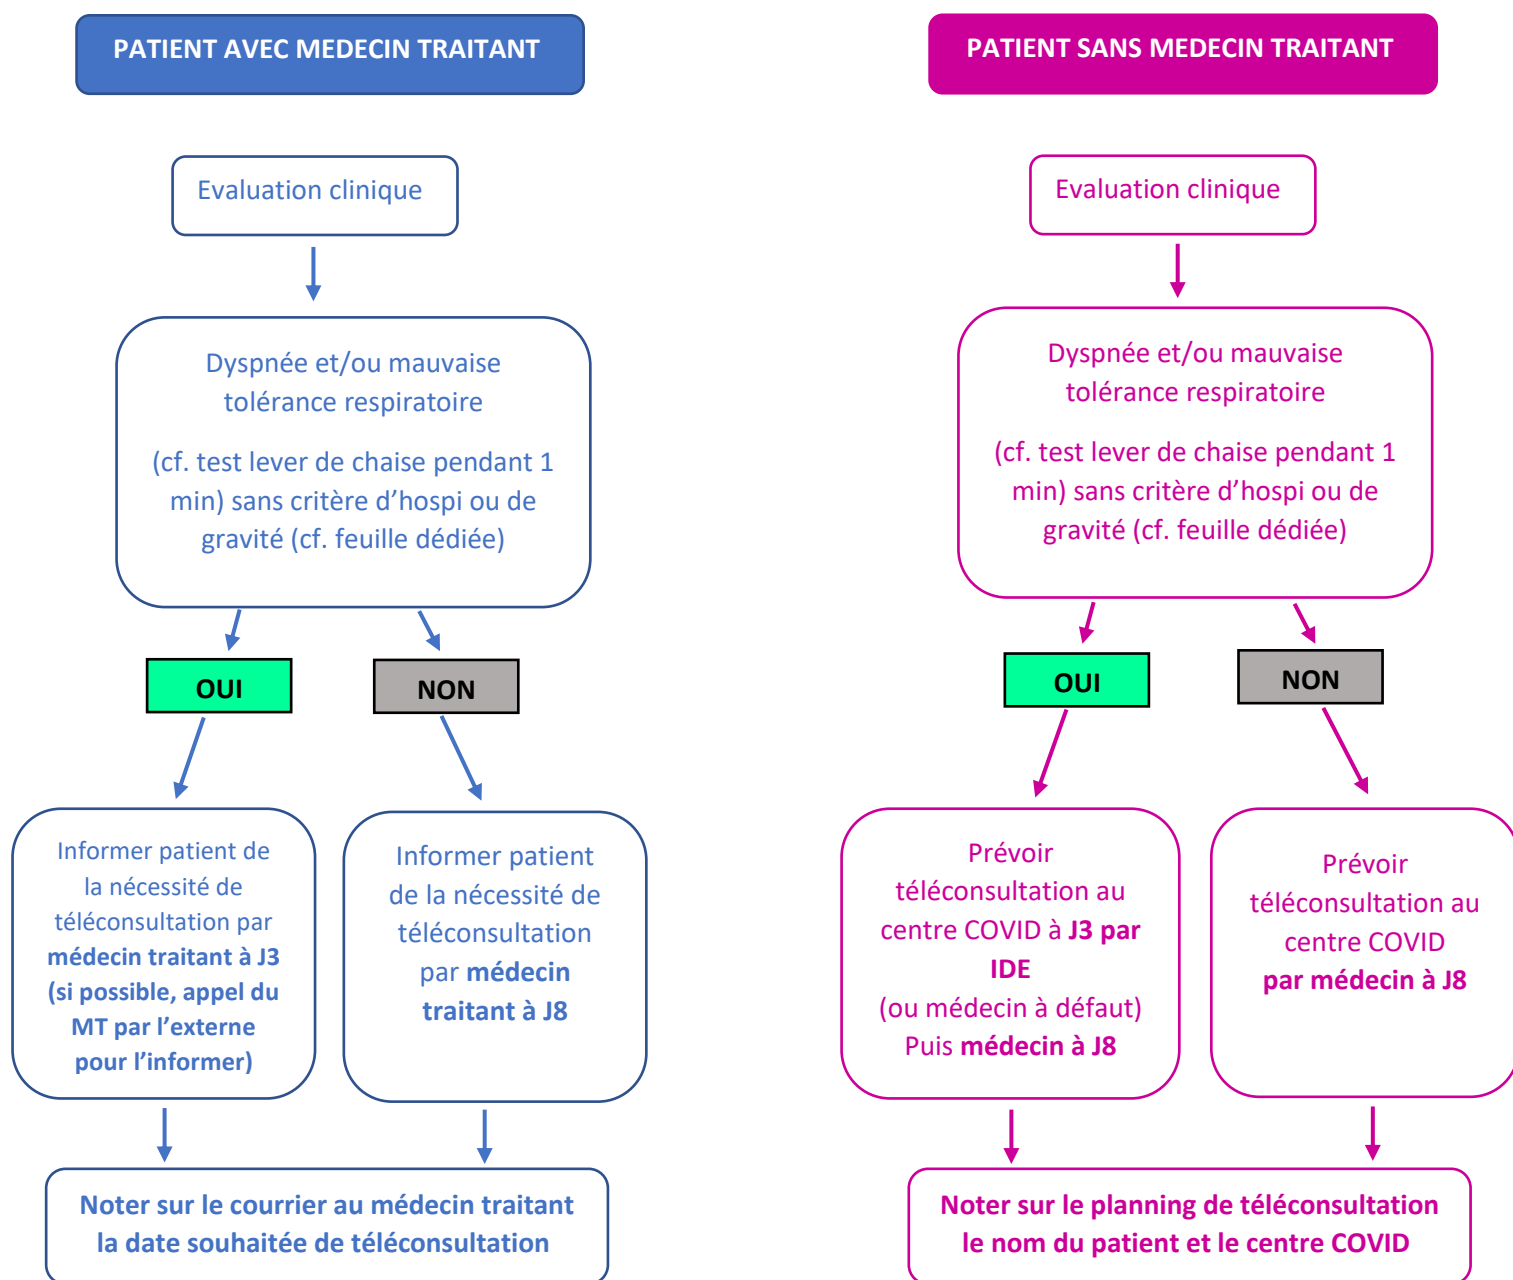 PATIENT AVEC MEDECIN TRAITANT
Evaluation clinique
Dyspnée et/ou mauvaise
tolérance respiratoire
(cf. test lever de chaise pendant 1
min) sans critère d’hospi ou de
gravité (cf. feuille dédiée)
OUI
NON
Informer patient de
la nécessité de
téléconsultation par
médecin traitant à J3
(si possible, appel du
MT par l’externe
pour l’informer)
Informer patient
de la nécessité de
téléconsultation
par médecin
traitant à J8
Noter sur le courrier au médecin traitant
la date souhaitée de téléconsultation
PATIENT SANS MEDECIN TRAITANT
Evaluation clinique
Dyspnée et/ou mauvaise
tolérance respiratoire
(cf. test lever de chaise pendant 1
min) sans critère d’hospi ou de
gravité (cf. feuille dédiée)
OUI
NON
Prévoir
téléconsultation au
centre COVID à J3 par
IDE
(ou médecin à défaut)
Puis médecin à J8
Prévoir
téléconsultation au
centre COVID
par médecin à J8
Noter sur le planning de téléconsultation
le nom du patient et le centre COVID